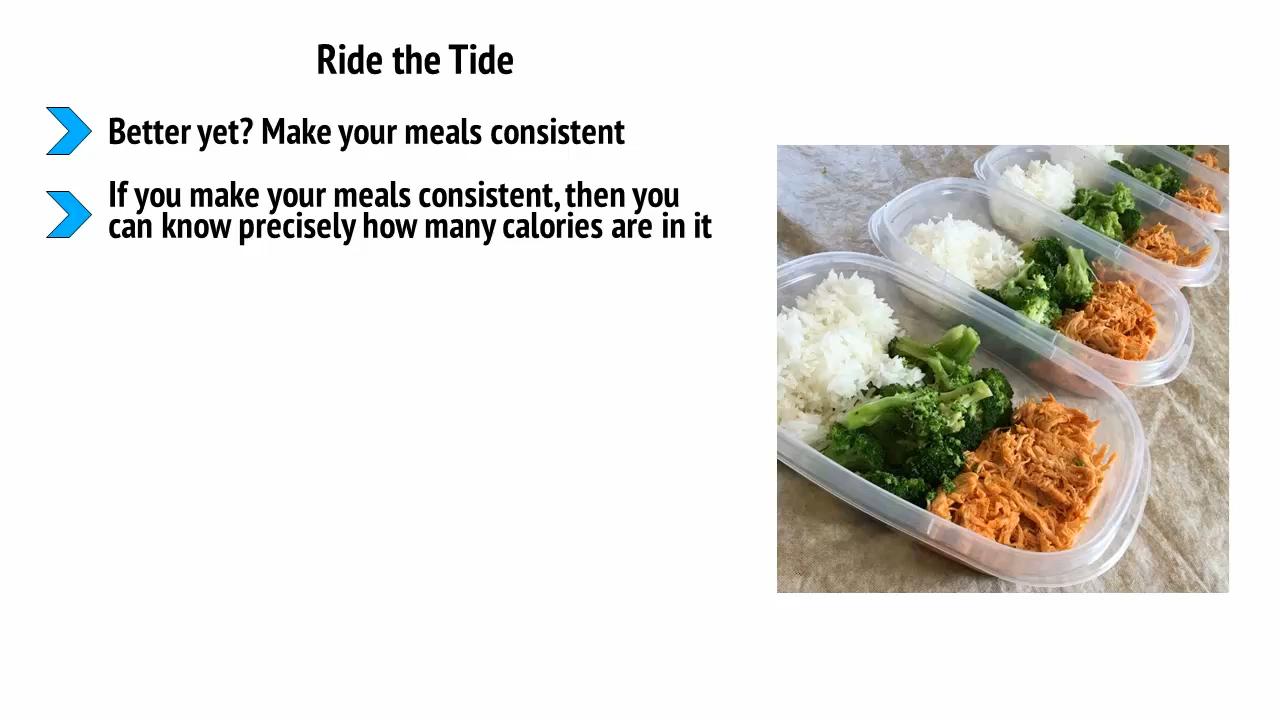 Ride the Tide
Better yet? Make your meals consistent
If you make your meals consistent, then you
can know precisely how many calories are in it